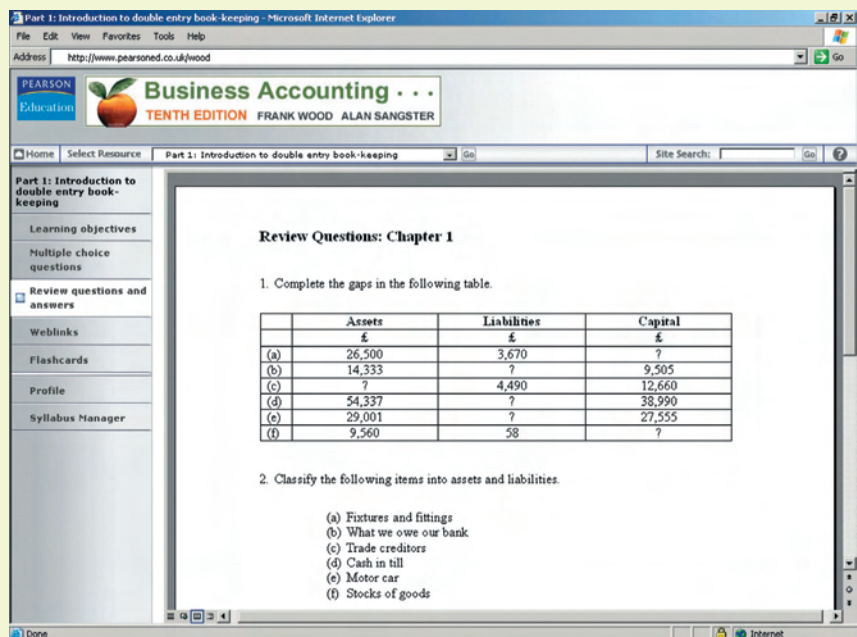 Part 1: Introduction to double entry book-keeping - Microsoft Internet Explorer
File Edit View Favorites Tools Help
Address http://www.pearsoned.co.uk/wood Go
PEARSON
Education
Business Accounting . . .
TENTH EDITION FRANK WOOD ALAN SANGSTER
Home Select Resource Part 1: Introduction to double entry book-keeping Go Site Search: Go ?
Part 1: Introduction to
double entry book-
keeping
Learning objectives
Multiple choice
questions
Review questions and
answers
Weblinks
Flashcards
Profile
Syllabus Manager
Review Questions: Chapter 1
1. Complete the gaps in the following table.
Assets Liabilities Capital
£ £ £
(a) 26,500 3,670 ?
(b) 14,333 ? 9,505
(c) ? 4,490 12,660
(d) 54,337 ? 38,990
(e) 29,001 ? 27,555
(f) 9,560 58 ?
2. Classify the following items into assets and liabilities.
(a) Fixtures and fittings
(b) What we owe our bank
(c) Trade creditors
(d) Cash in till
(e) Motor car
(f) Stocks of goods
Done Internet